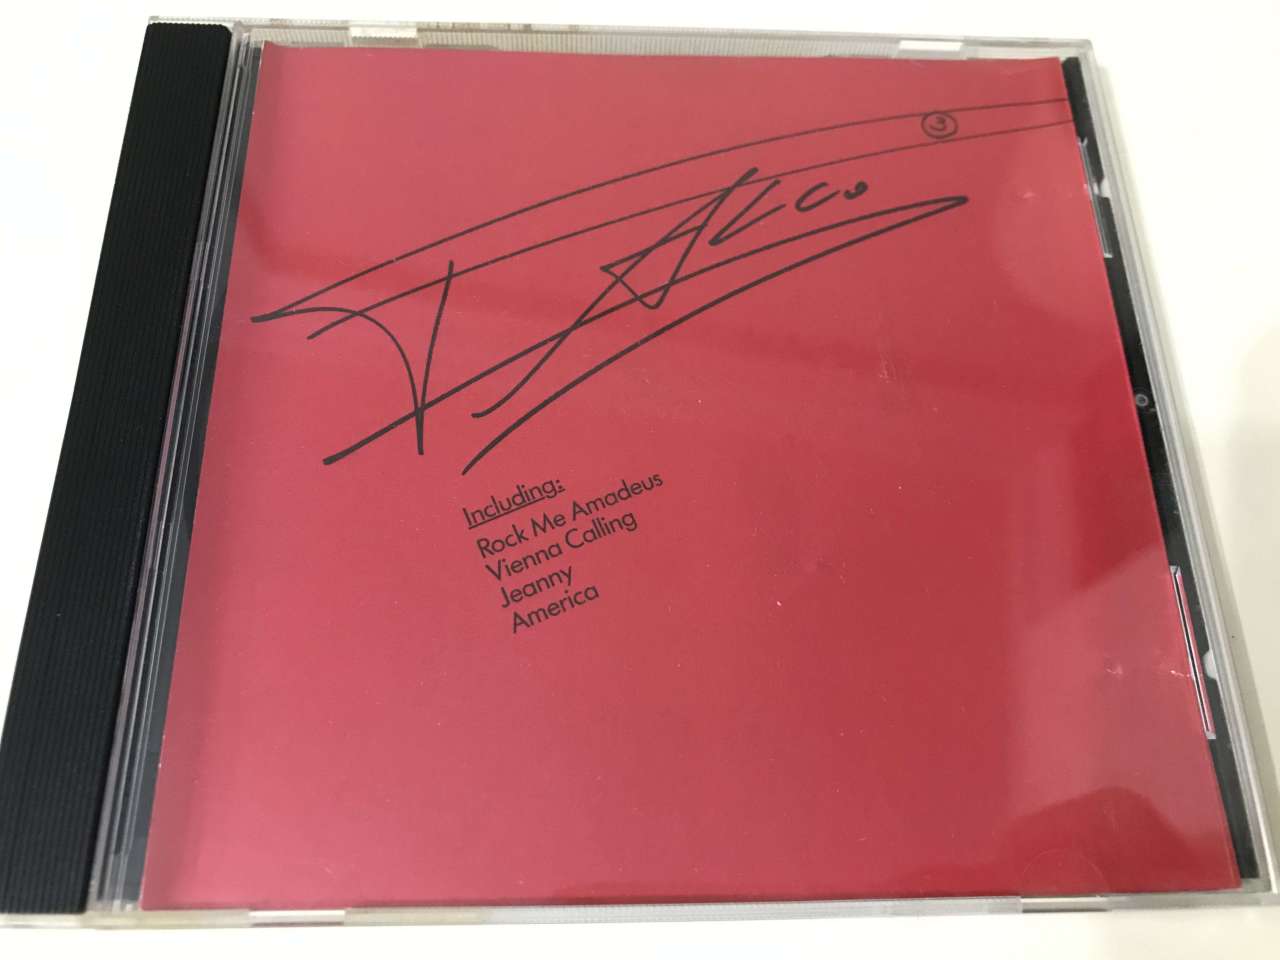 3
FALCO
Including:
Rock Me Amadeus
Vienna Calling
Jeanny
America